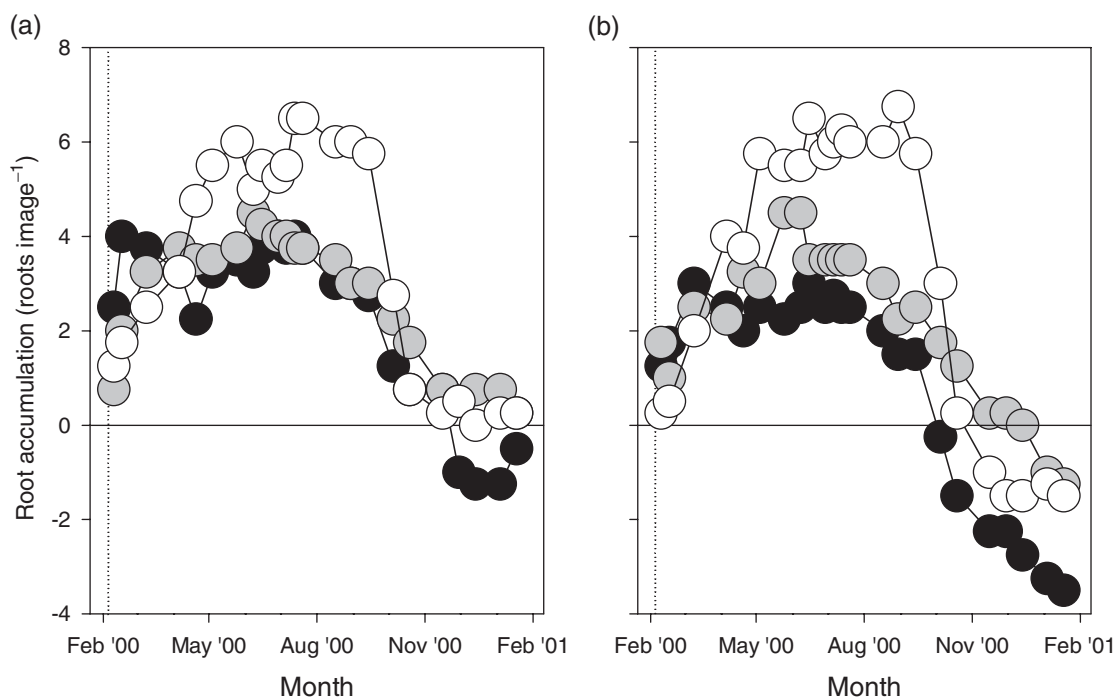 (a)
(b)
Root accumulation (roots image⁻¹)
8
6
4
2
0
-2
-4
Feb '00 May '00 Aug '00 Nov '00 Feb '01
Month
Feb '00 May '00 Aug '00 Nov '00 Feb '01
Month